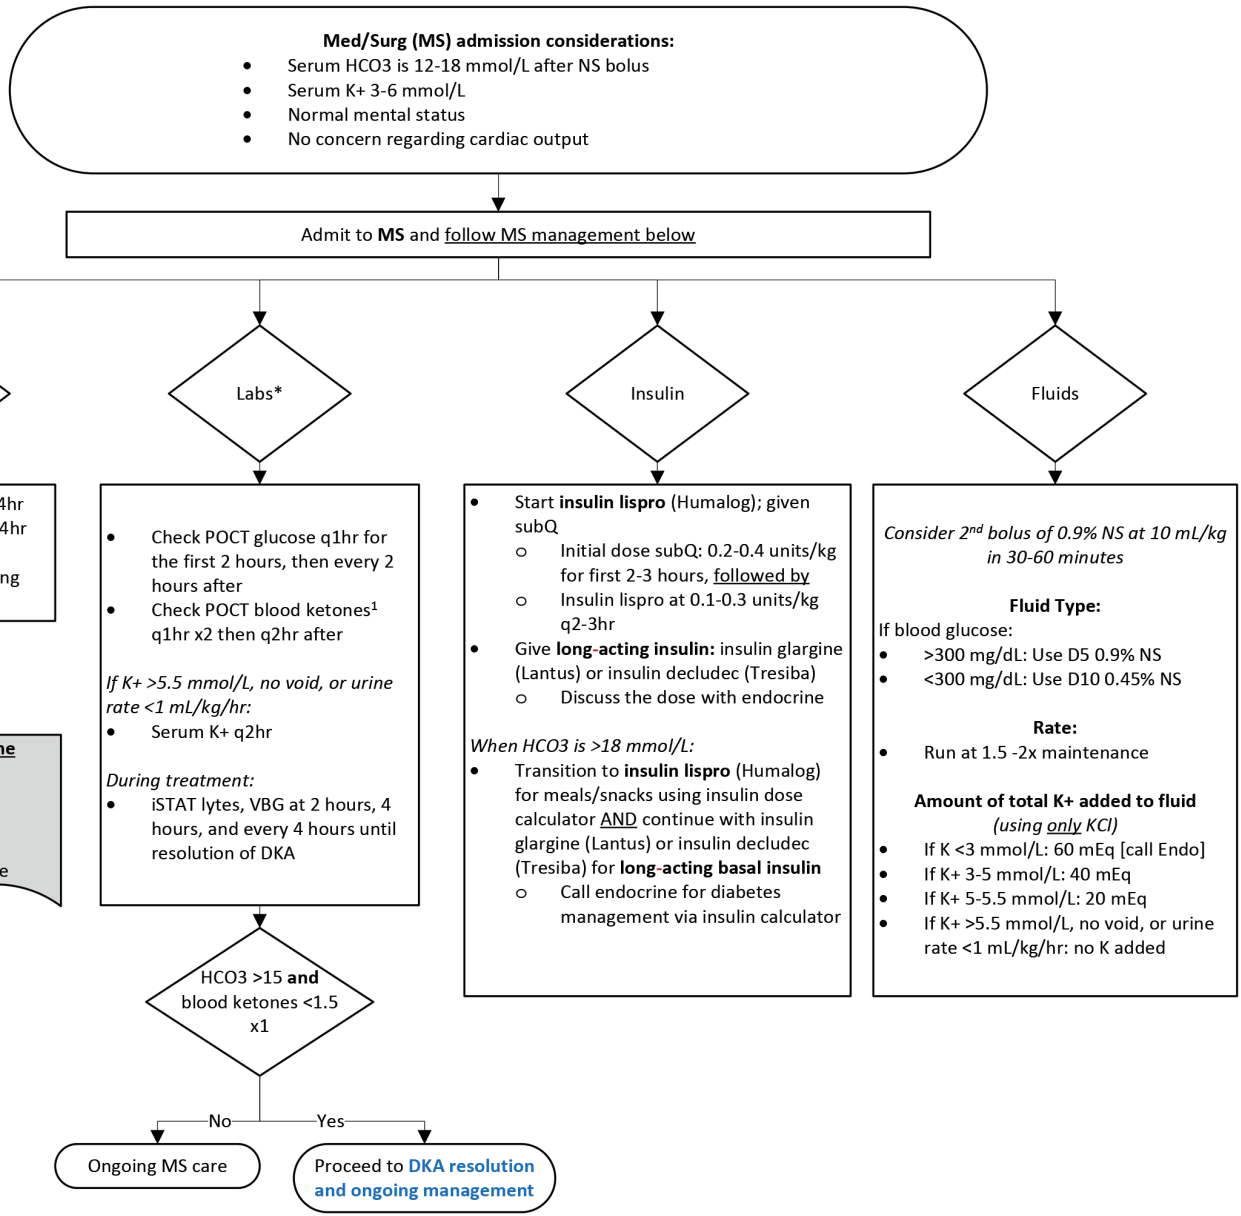 Med/Surg (MS) admission considerations:
• Serum HCO3 is 12-18 mmol/L after NS bolus
• Serum K+ 3-6 mmol/L
• Normal mental status
• No concern regarding cardiac output
Admit to MS and follow MS management below
Labs*
Insulin
Fluids
4hr
4hr
ng
ne
e
• Check POCT glucose q1hr for
the first 2 hours, then every 2
hours after
• Check POCT blood ketones¹
q1hr x2 then q2hr after
If K+ >5.5 mmol/L, no void, or urine
rate <1 mL/kg/hr:
• Serum K+ q2hr
During treatment:
• iSTAT lytes, VBG at 2 hours, 4
hours, and every 4 hours until
resolution of DKA
• Start insulin lispro (Humalog); given
subQ
o Initial dose subQ: 0.2-0.4 units/kg
for first 2-3 hours, followed by
o Insulin lispro at 0.1-0.3 units/kg
q2-3hr
• Give long-acting insulin: insulin glargine
(Lantus) or insulin decludec (Tresiba)
o Discuss the dose with endocrine
When HCO3 is >18 mmol/L:
• Transition to insulin lispro (Humalog)
for meals/snacks using insulin dose
calculator AND continue with insulin
glargine (Lantus) or insulin decludec
(Tresiba) for long-acting basal insulin
o Call endocrine for diabetes
management via insulin calculator
Consider 2nd bolus of 0.9% NS at 10 mL/kg
in 30-60 minutes
Fluid Type:
If blood glucose:
• >300 mg/dL: Use D5 0.9% NS
• <300 mg/dL: Use D10 0.45% NS
Rate:
• Run at 1.5 -2x maintenance
Amount of total K+ added to fluid
(using only KCl)
• If K <3 mmol/L: 60 mEq [call Endo]
• If K+ 3-5 mmol/L: 40 mEq
• If K+ 5-5.5 mmol/L: 20 mEq
• If K+ >5.5 mmol/L, no void, or urine
rate <1 mL/kg/hr: no K added
HCO3 >15 and
blood ketones <1.5
x1
No
Yes
Ongoing MS care
Proceed to DKA resolution
and ongoing management